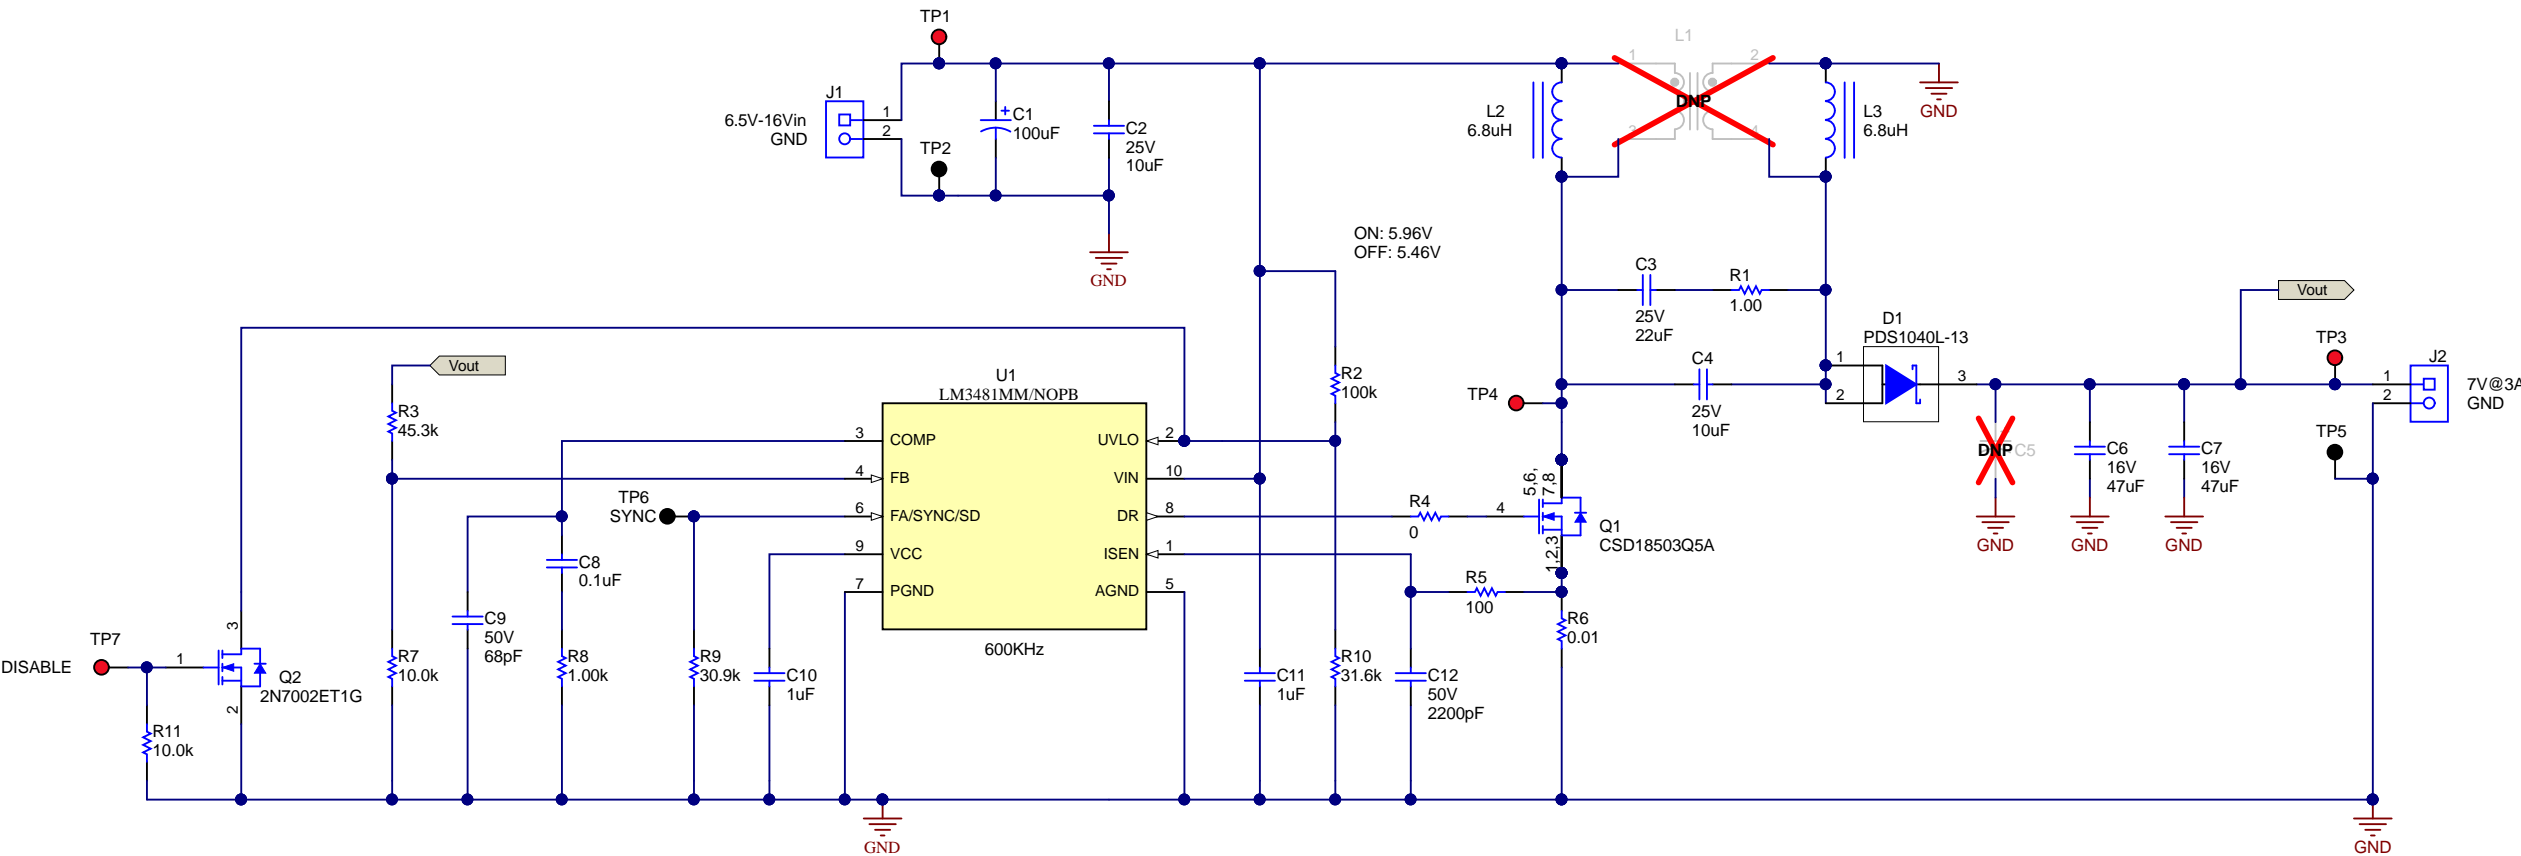 TP1
L1
1
2
3
4
DNP
J1
6.5V-16Vin
GND
1
2
TP2
+
C1
100uF
C2
25V
10uF
GND
L2
6.8uH
L3
6.8uH
GND
ON: 5.96V
OFF: 5.46V
C3
25V
22uF
R1
1.00
C4
25V
10uF
D1
PDS1040L-13
1
2
3
Vout
TP3
J2
1
2
7V@3A
GND
TP5
DNP
C5
GND
C6
16V
47uF
GND
C7
16V
47uF
GND
Vout
R3
45.3k
U1
LM3481MM/NOPB
3
COMP
4
FB
6
FA/SYNC/SD
9
VCC
7
PGND
UVLO
2
VIN
10
DR
8
ISEN
1
AGND
5
600KHz
R2
100k
TP4
5,6,
7,8
4
1,2,3
Q1
CSD18503Q5A
R4
0
R5
100
R6
0.01
TP6
SYNC
C8
0.1uF
C9
50V
68pF
TP7
DISABLE
1
3
2
Q2
2N7002ET1G
R11
10.0k
R7
10.0k
R8
1.00k
R9
30.9k
C10
1uF
C11
1uF
R10
31.6k
C12
50V
2200pF
GND
GND